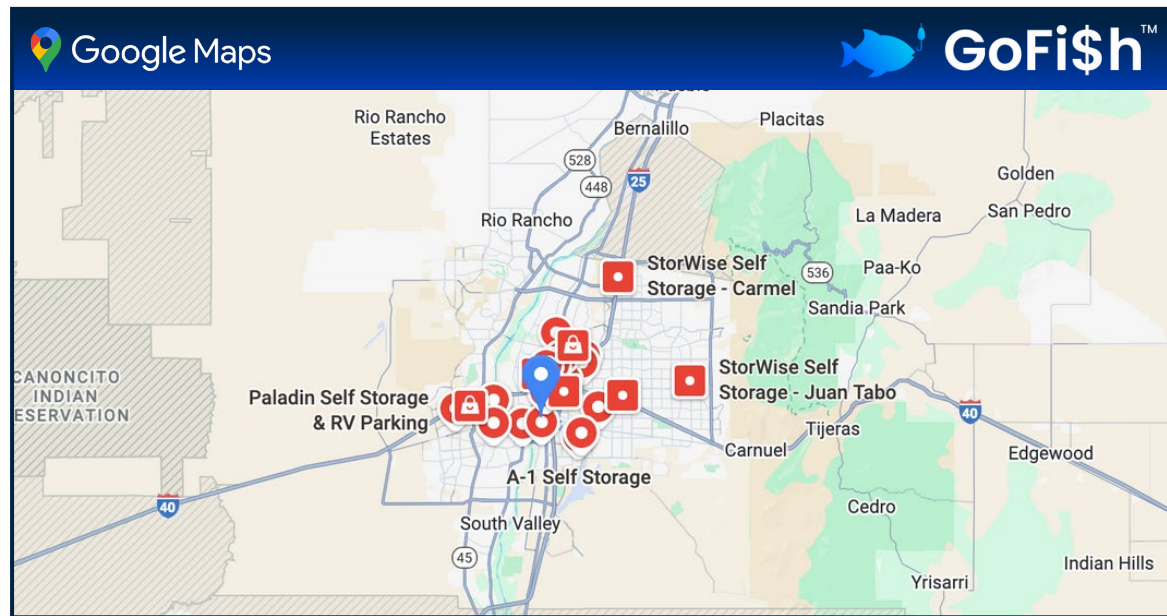 Google Maps
GoFi$h™
Rio Rancho
Estates
Bernalillo
Placitas
528
448
25
Golden
San Pedro
La Madera
Rio Rancho
StorWise Self
Storage - Carmel
536
Paa-Ko
Sandia Park
CANONCITO
INDIAN
ESERVATION
Paladin Self Storage
& RV Parking
StorWise Self
Storage - Juan Tabo
40
Tijeras
Carnuel
Edgewood
A-1 Self Storage
40
South Valley
Cedro
45
Indian Hills
Yrisarri